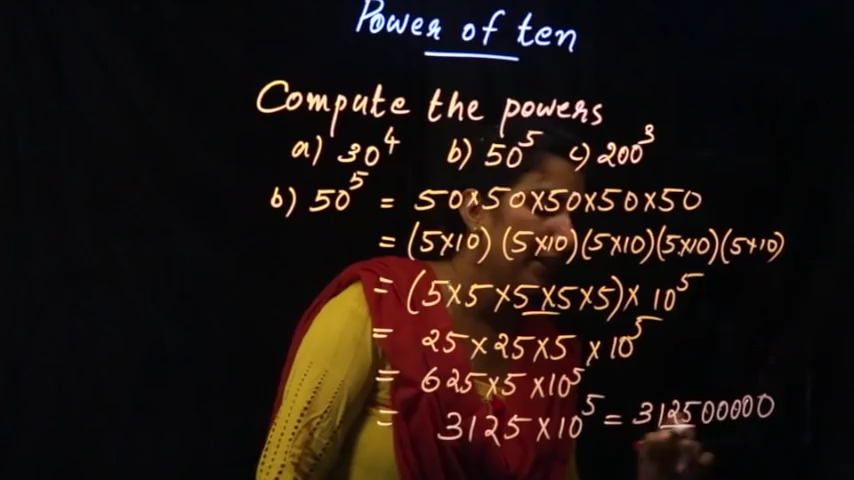 Power of ten
Compute the powers
a) 30⁴ b) 50⁵ c) 200³
b) 50⁵ = 50×50×50×50×50
= (5×10) (5×10)(5×10)(5×10)(5×10)
= (5×5×5×5×5)× 10⁵
= 25×25×5 ×10⁵
= 625×5 ×10⁵
= 3125×10⁵ = 312500000